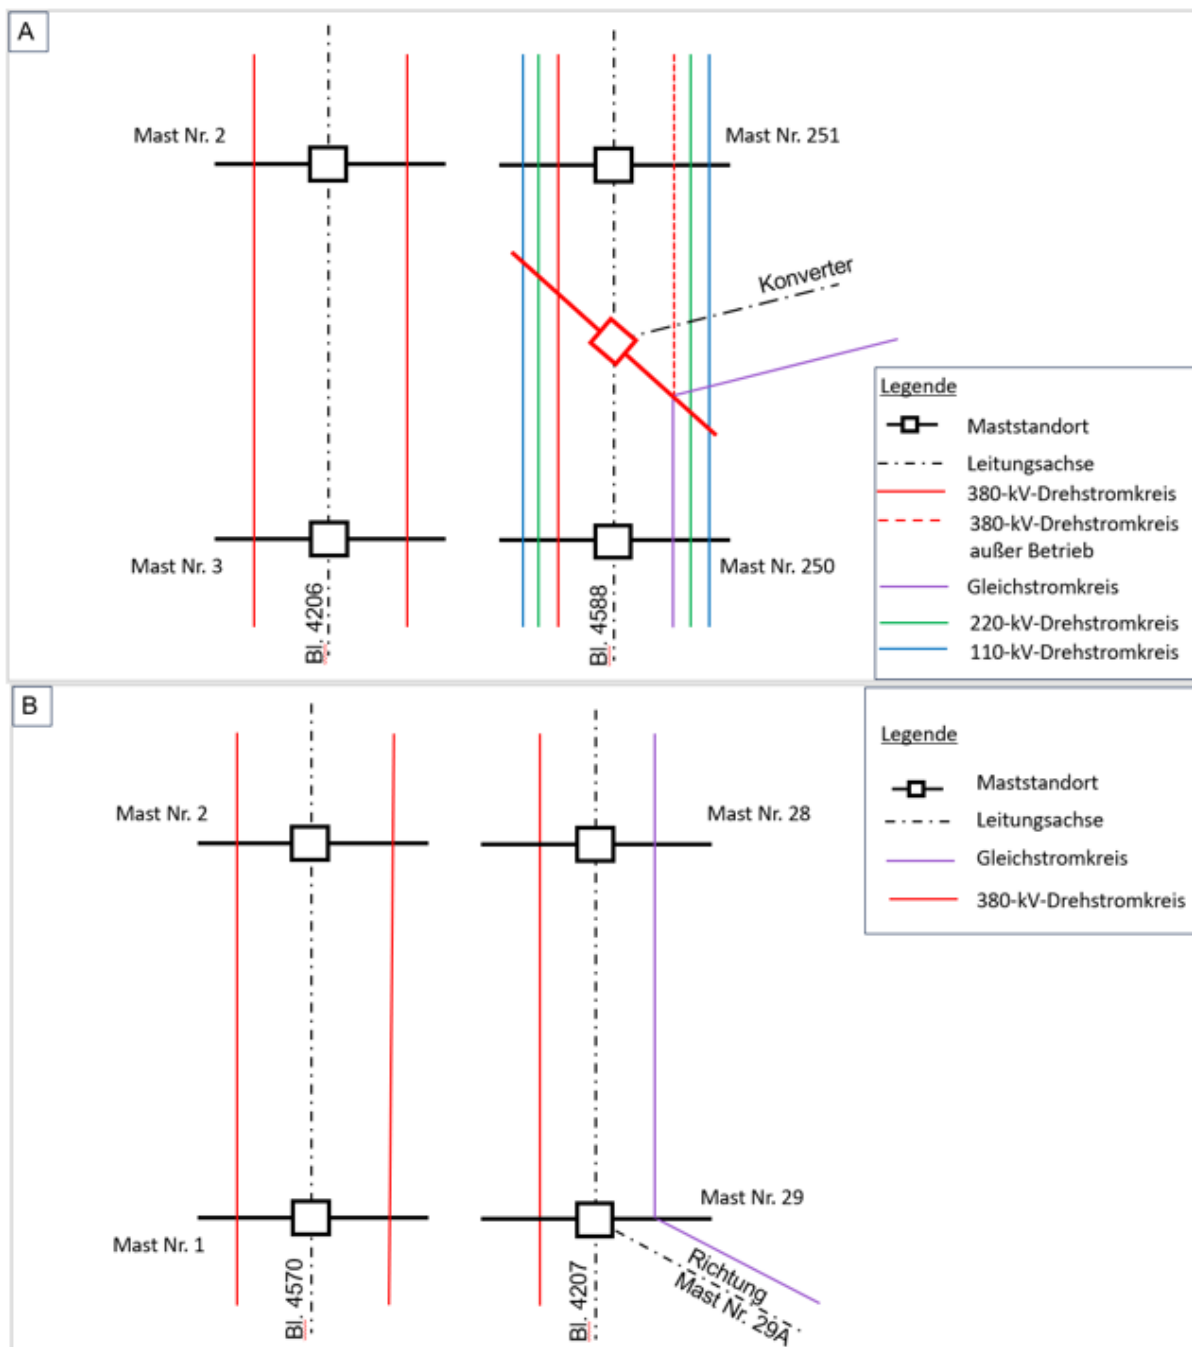 A
Mast Nr. 2
Mast Nr. 251
Konverter
Mast Nr. 3
Mast Nr. 250
Bl. 4206
Bl. 4588
Legende
Maststandort
Leitungsachse
380-kV-Drehstromkreis
380-kV-Drehstromkreis
außer Betrieb
Gleichstromkreis
220-kV-Drehstromkreis
110-kV-Drehstromkreis
B
Mast Nr. 2
Mast Nr. 28
Mast Nr. 1
Mast Nr. 29
Bl. 4570
Bl. 4207
Richtung
Mast Nr. 29A
Legende
Maststandort
Leitungsachse
Gleichstromkreis
380-kV-Drehstromkreis